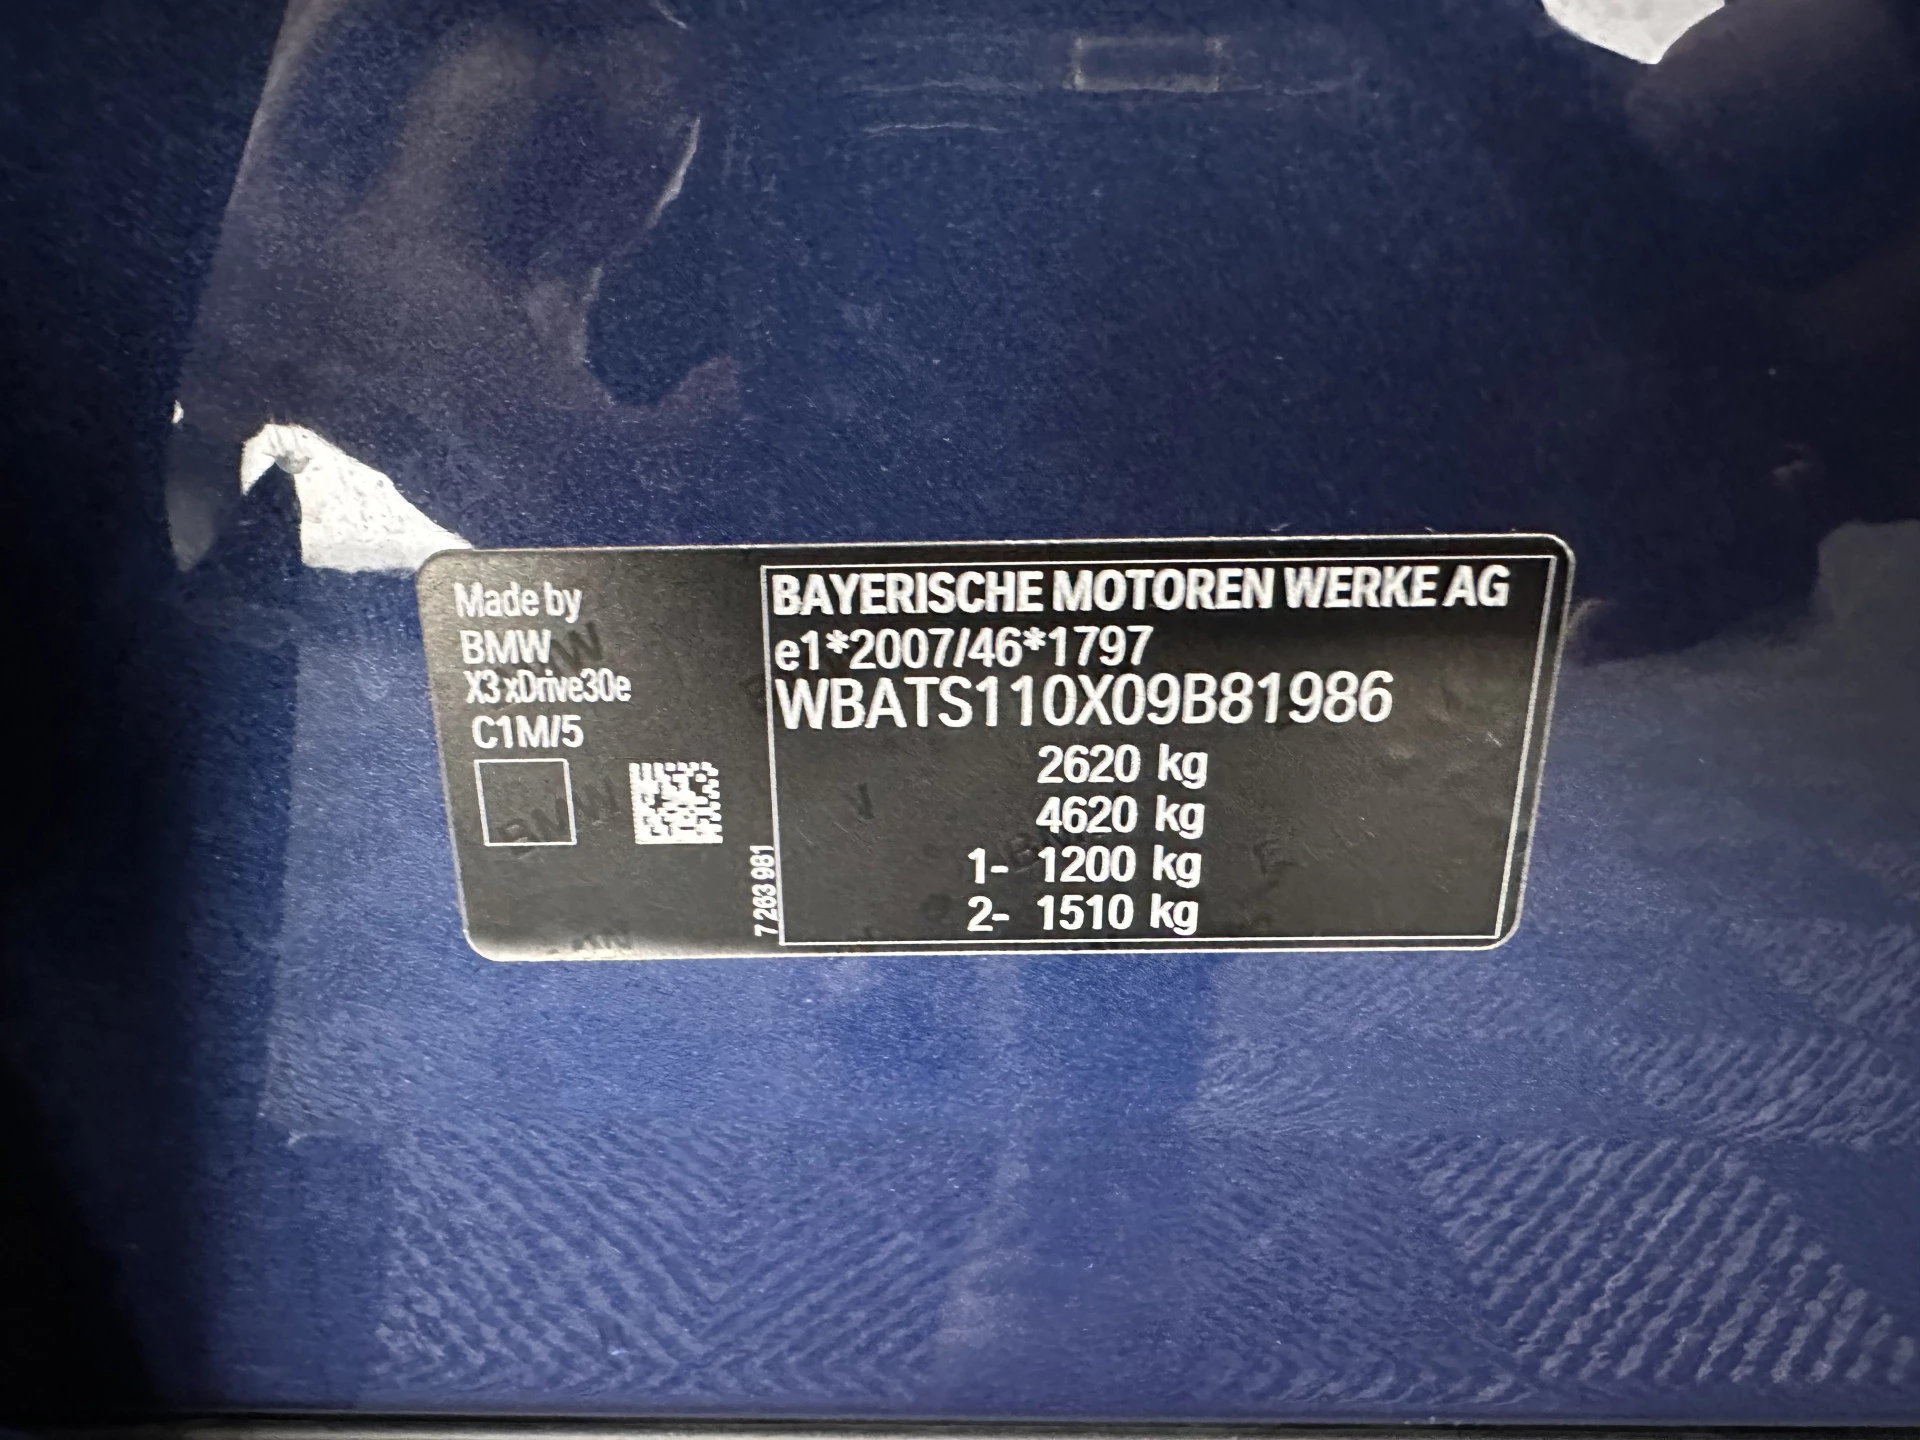 Made by
BMW
X3 xDrive30e
C1M/5
7 263 981
BAYERISCHE MOTOREN WERKE AG
e1*2007/46*1797
WBATS110X09B81986
2620 kg
4620 kg
1- 1200 kg
2- 1510 kg